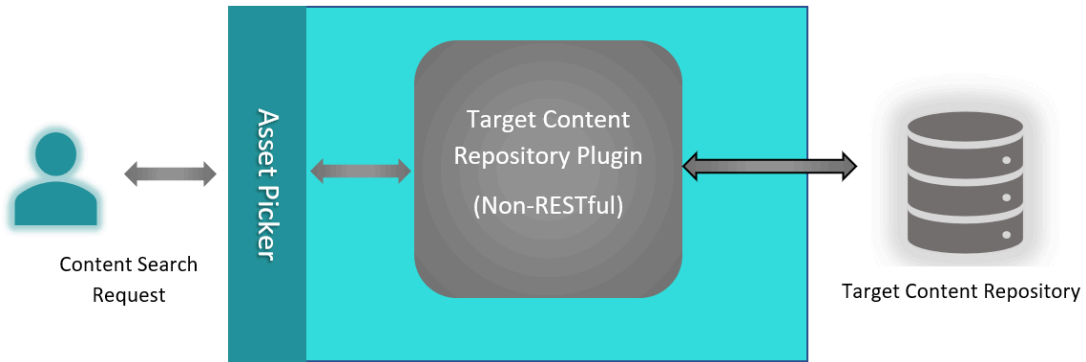 Content Search
Request
Asset Picker
Target Content
Repository Plugin
(Non-RESTful)
Target Content Repository